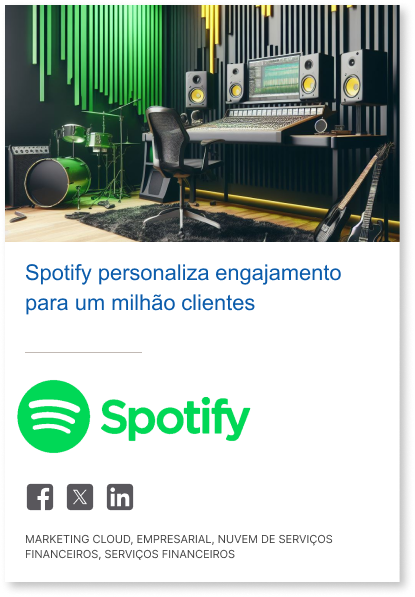 Spotify personaliza engajamento
para um milhão clientes
Spotify
MARKETING CLOUD, EMPRESARIAL, NUVEM DE SERVIÇOS
FINANCEIROS, SERVIÇOS FINANCEIROS